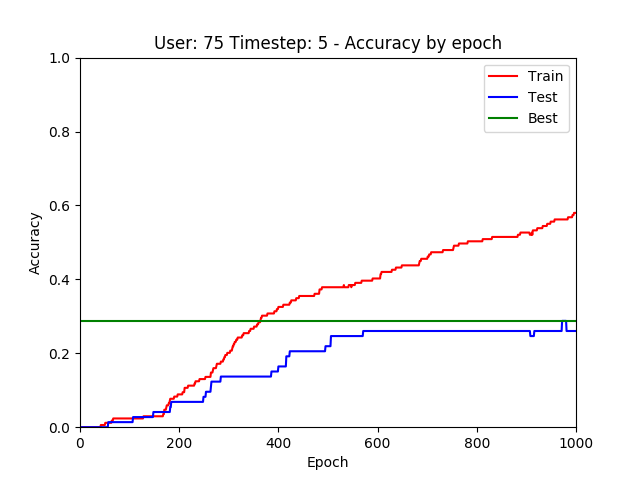 User: 75 Timestep: 5 - Accuracy by epoch
1.0
0.8
0.6
0.4
0.2
0.0
Accuracy
Train
Test
Best
0 200 400 600 800 1000
Epoch